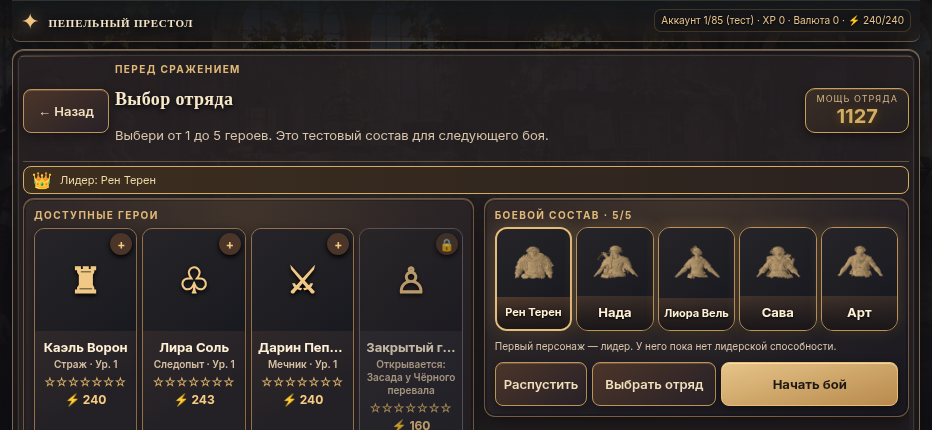 ПЕПЕЛЬНЫЙ ПРЕСТОЛ
Аккаунт 1/85 (тест) · XP 0 · Валюта 0 · ⚡ 240/240
ПЕРЕД СРАЖЕНИЕМ
← Назад
Выбор отряда
Выбери от 1 до 5 героев. Это тестовый состав для следующего боя.
МОЩЬ ОТРЯДА
1127
Лидер: Рен Терен
ДОСТУПНЫЕ ГЕРОИ
+
+
+
Каэль Ворон
Страж · Ур. 1
☆☆☆☆☆☆☆
⚡ 240
Лира Соль
Следопыт · Ур. 1
☆☆☆☆☆☆☆
⚡ 243
Дарин Пеп...
Мечник · Ур. 1
☆☆☆☆☆☆☆
⚡ 240
Закрытый г...
Открывается:
Засада у Чёрного
перевала
☆☆☆☆☆☆☆
⚡ 160
БОЕВОЙ СОСТАВ · 5/5
Рен Терен
Нада
Лиора Вель
Сава
Арт
Первый персонаж — лидер. У него пока нет лидерской способности.
Распустить
Выбрать отряд
Начать бой